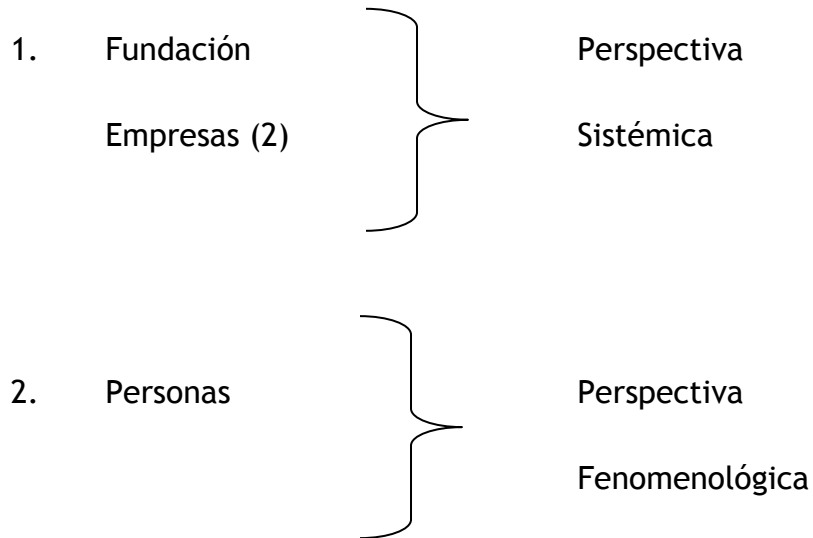 1. Fundación Perspectiva
Empresas (2) Sistémica
2. Personas Perspectiva
Fenomenológica